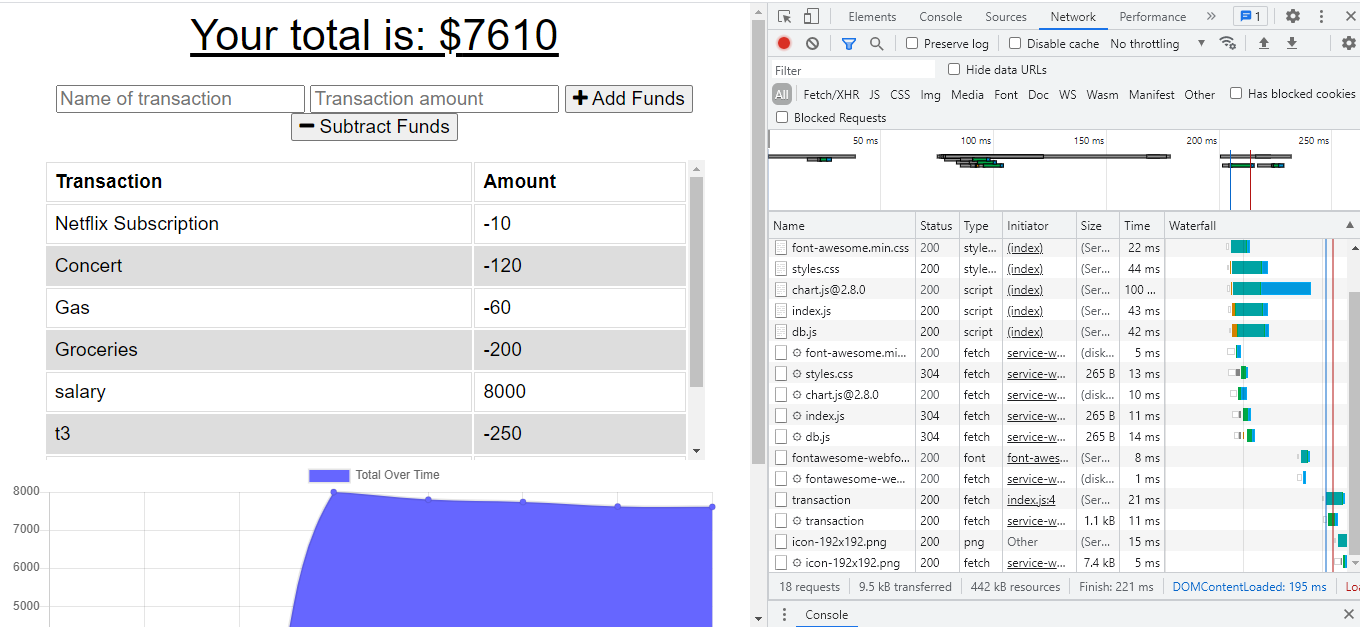 Your total is: $7610
Name of transaction Transaction amount Add Funds
Subtract Funds
Transaction Amount
Netflix Subscription -10
Concert -120
Gas -60
Groceries -200
salary 8000
t3 -250
Total Over Time
8000
7000
6000
5000
Elements Console Sources Network Performance 1
Preserve log Disable cache No throttling
Filter Hide data URLs
All Fetch/XHR JS CSS Img Media Font Doc WS Wasm Manifest Other Has blocked cookies
Blocked Requests
50 ms 100 ms 150 ms 200 ms 250 ms
Name Status Type Initiator Size Time Waterfall
font-awesome.min.css 200 style... (index) (Ser... 22 ms
styles.css 200 style... (index) (Ser... 44 ms
chart.js@2.8.0 200 script (index) (Ser... 100 ...
index.js 200 script (index) (Ser... 43 ms
db.js 200 script (index) (Ser... 42 ms
font-awesome.mi... 200 fetch service-w... (disk... 5 ms
styles.css 304 fetch service-w... 265 B 13 ms
chart.js@2.8.0 200 fetch service-w... (disk... 10 ms
index.js 304 fetch service-w... 265 B 11 ms
db.js 304 fetch service-w... 265 B 14 ms
fontawesome-webfo... 200 font font-awes... (Ser... 8 ms
fontawesome-we... 200 fetch service-w... (disk... 1 ms
transaction 200 fetch index.js:4 (Ser... 21 ms
transaction 200 fetch service-w... 1.1 kB 11 ms
icon-192x192.png 200 png Other (Ser... 15 ms
icon-192x192.png 200 fetch service-w... 7.4 kB 5 ms
18 requests 9.5 kB transferred 442 kB resources Finish: 221 ms DOMContentLoaded: 195 ms Loa
Console